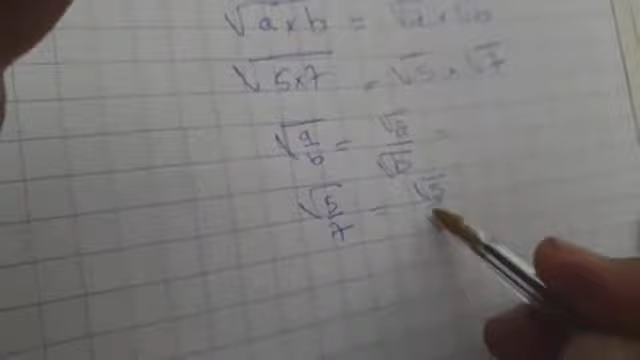 √a×b = √a × √b
√5×7 = √5 × √7
√a/b = √a/√b =
√5/7 = √5